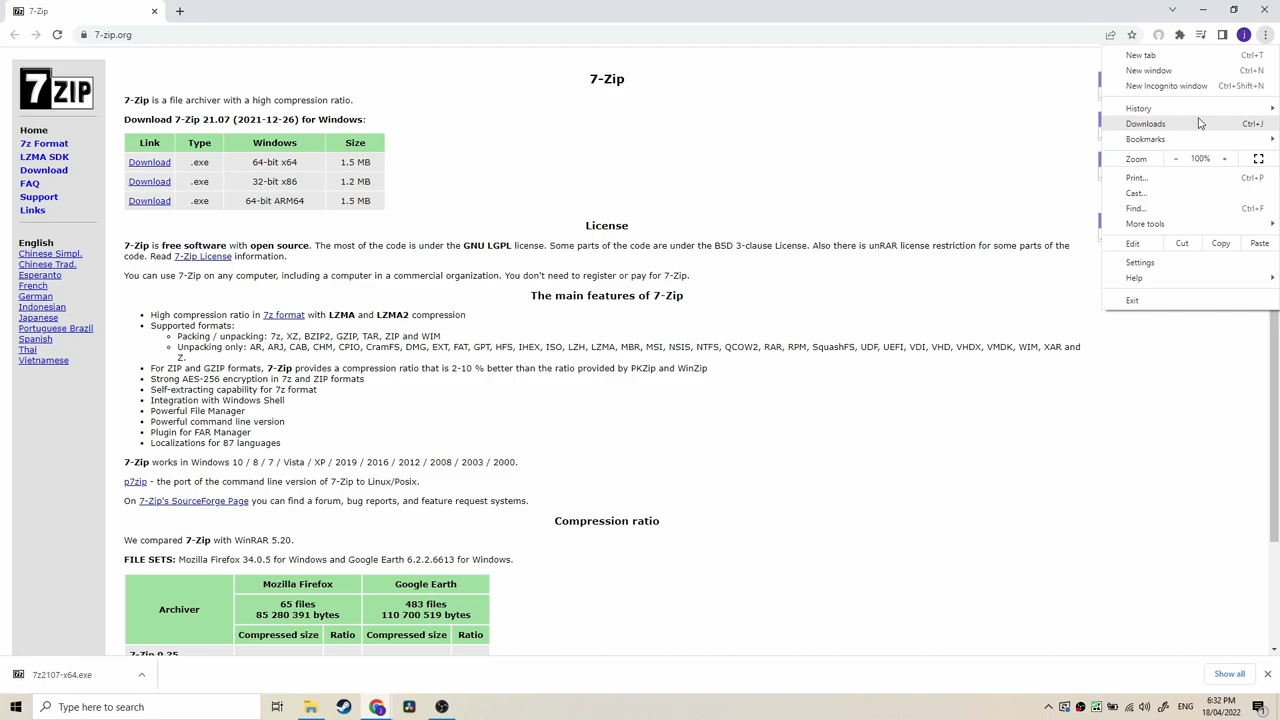 7-Zip
7-zip.org
j
7ZIP
Home
7z Format
LZMA SDK
Download
FAQ
Support
Links
English
Chinese Simpl.
Chinese Trad.
Esperanto
French
German
Indonesian
Japanese
Portuguese Brazil
Spanish
Thai
Vietnamese
7-Zip
7-Zip is a file archiver with a high compression ratio.
Download 7-Zip 21.07 (2021-12-26) for Windows:
Link Type Windows Size
Download .exe 64-bit x64 1.5 MB
Download .exe 32-bit x86 1.2 MB
Download .exe 64-bit ARM64 1.5 MB
License
7-Zip is free software with open source. The most of the code is under the GNU LGPL license. Some parts of the code are under the BSD 3-clause License. Also there is unRAR license restriction for some parts of the
code. Read 7-Zip License information.
You can use 7-Zip on any computer, including a computer in a commercial organization. You don't need to register or pay for 7-Zip.
The main features of 7-Zip
• High compression ratio in 7z format with LZMA and LZMA2 compression
• Supported formats:
Packing / unpacking: 7z, XZ, BZIP2, GZIP, TAR, ZIP and WIM
Unpacking only: AR, ARJ, CAB, CHM, CPIO, CramFS, DMG, EXT, FAT, GPT, HFS, IHEX, ISO, LZH, LZMA, MBR, MSI, NSIS, NTFS, QCOW2, RAR, RPM, SquashFS, UDF, UEFI, VDI, VHD, VHDX, VMDK, WIM, XAR and
Z.
• For ZIP and GZIP formats, 7-Zip provides a compression ratio that is 2-10 % better than the ratio provided by PKZip and WinZip
• Strong AES-256 encryption in 7z and ZIP formats
• Self-extracting capability for 7z format
• Integration with Windows Shell
• Powerful File Manager
• Powerful command line version
• Plugin for FAR Manager
• Localizations for 87 languages
7-Zip works in Windows 10 / 8 / 7 / Vista / XP / 2019 / 2016 / 2012 / 2008 / 2003 / 2000.
p7zip - the port of the command line version of 7-Zip to Linux/Posix.
On 7-Zip's SourceForge Page you can find a forum, bug reports, and feature request systems.
Compression ratio
We compared 7-Zip with WinRAR 5.20.
FILE SETS: Mozilla Firefox 34.0.5 for Windows and Google Earth 6.2.2.6613 for Windows.
Archiver Mozilla Firefox Google Earth
65 files 483 files
85 280 391 bytes 110 700 519 bytes
Compressed size Ratio Compressed size Ratio
7-Zip 9.35
New tab Ctrl+T
New window Ctrl+N
New Incognito window Ctrl+Shift+N
History
Downloads Ctrl+J
Bookmarks
Zoom - 100% +
Print... Ctrl+P
Cast...
Find... Ctrl+F
More tools
Edit Cut Copy Paste
Settings
Help
Exit
7z2107-x64.exe
Show all
Type here to search
ENG
6:32 PM
18/04/2022